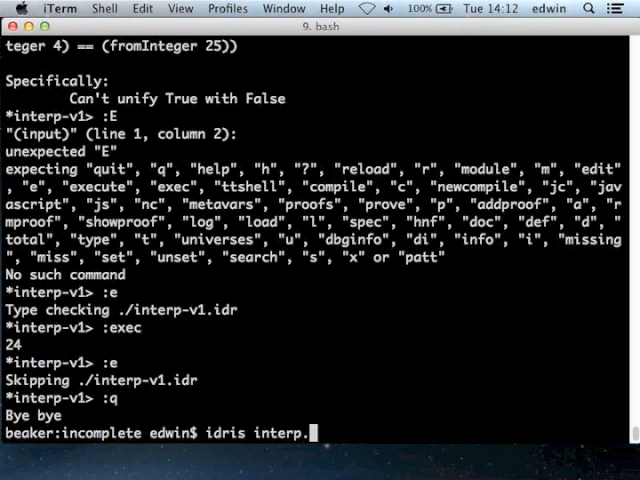 iTerm Shell Edit View Profiles Window Help 100% Tue 14:12 edwin
9. bash
teger 4) == (fromInteger 25))
Specifically:
Can't unify True with False
*interp-v1> :E
"(input)" (line 1, column 2):
unexpected "E"
expecting "quit", "q", "help", "h", "?", "reload", "r", "module", "m", "edit"
, "e", "execute", "exec", "ttshell", "compile", "c", "newcompile", "jc", "jav
ascript", "js", "nc", "metavars", "proofs", "prove", "p", "addproof", "a", "r
mproof", "showproof", "log", "load", "l", "spec", "hnf", "doc", "def", "d", "
total", "type", "t", "universes", "u", "dbginfo", "di", "info", "i", "missing
", "miss", "set", "unset", "search", "s", "x" or "patt"
No such command
*interp-v1> :e
Type checking ./interp-v1.idr
*interp-v1> :exec
24
*interp-v1> :e
Skipping ./interp-v1.idr
*interp-v1> :q
Bye bye
beaker:incomplete edwin$ idris interp.